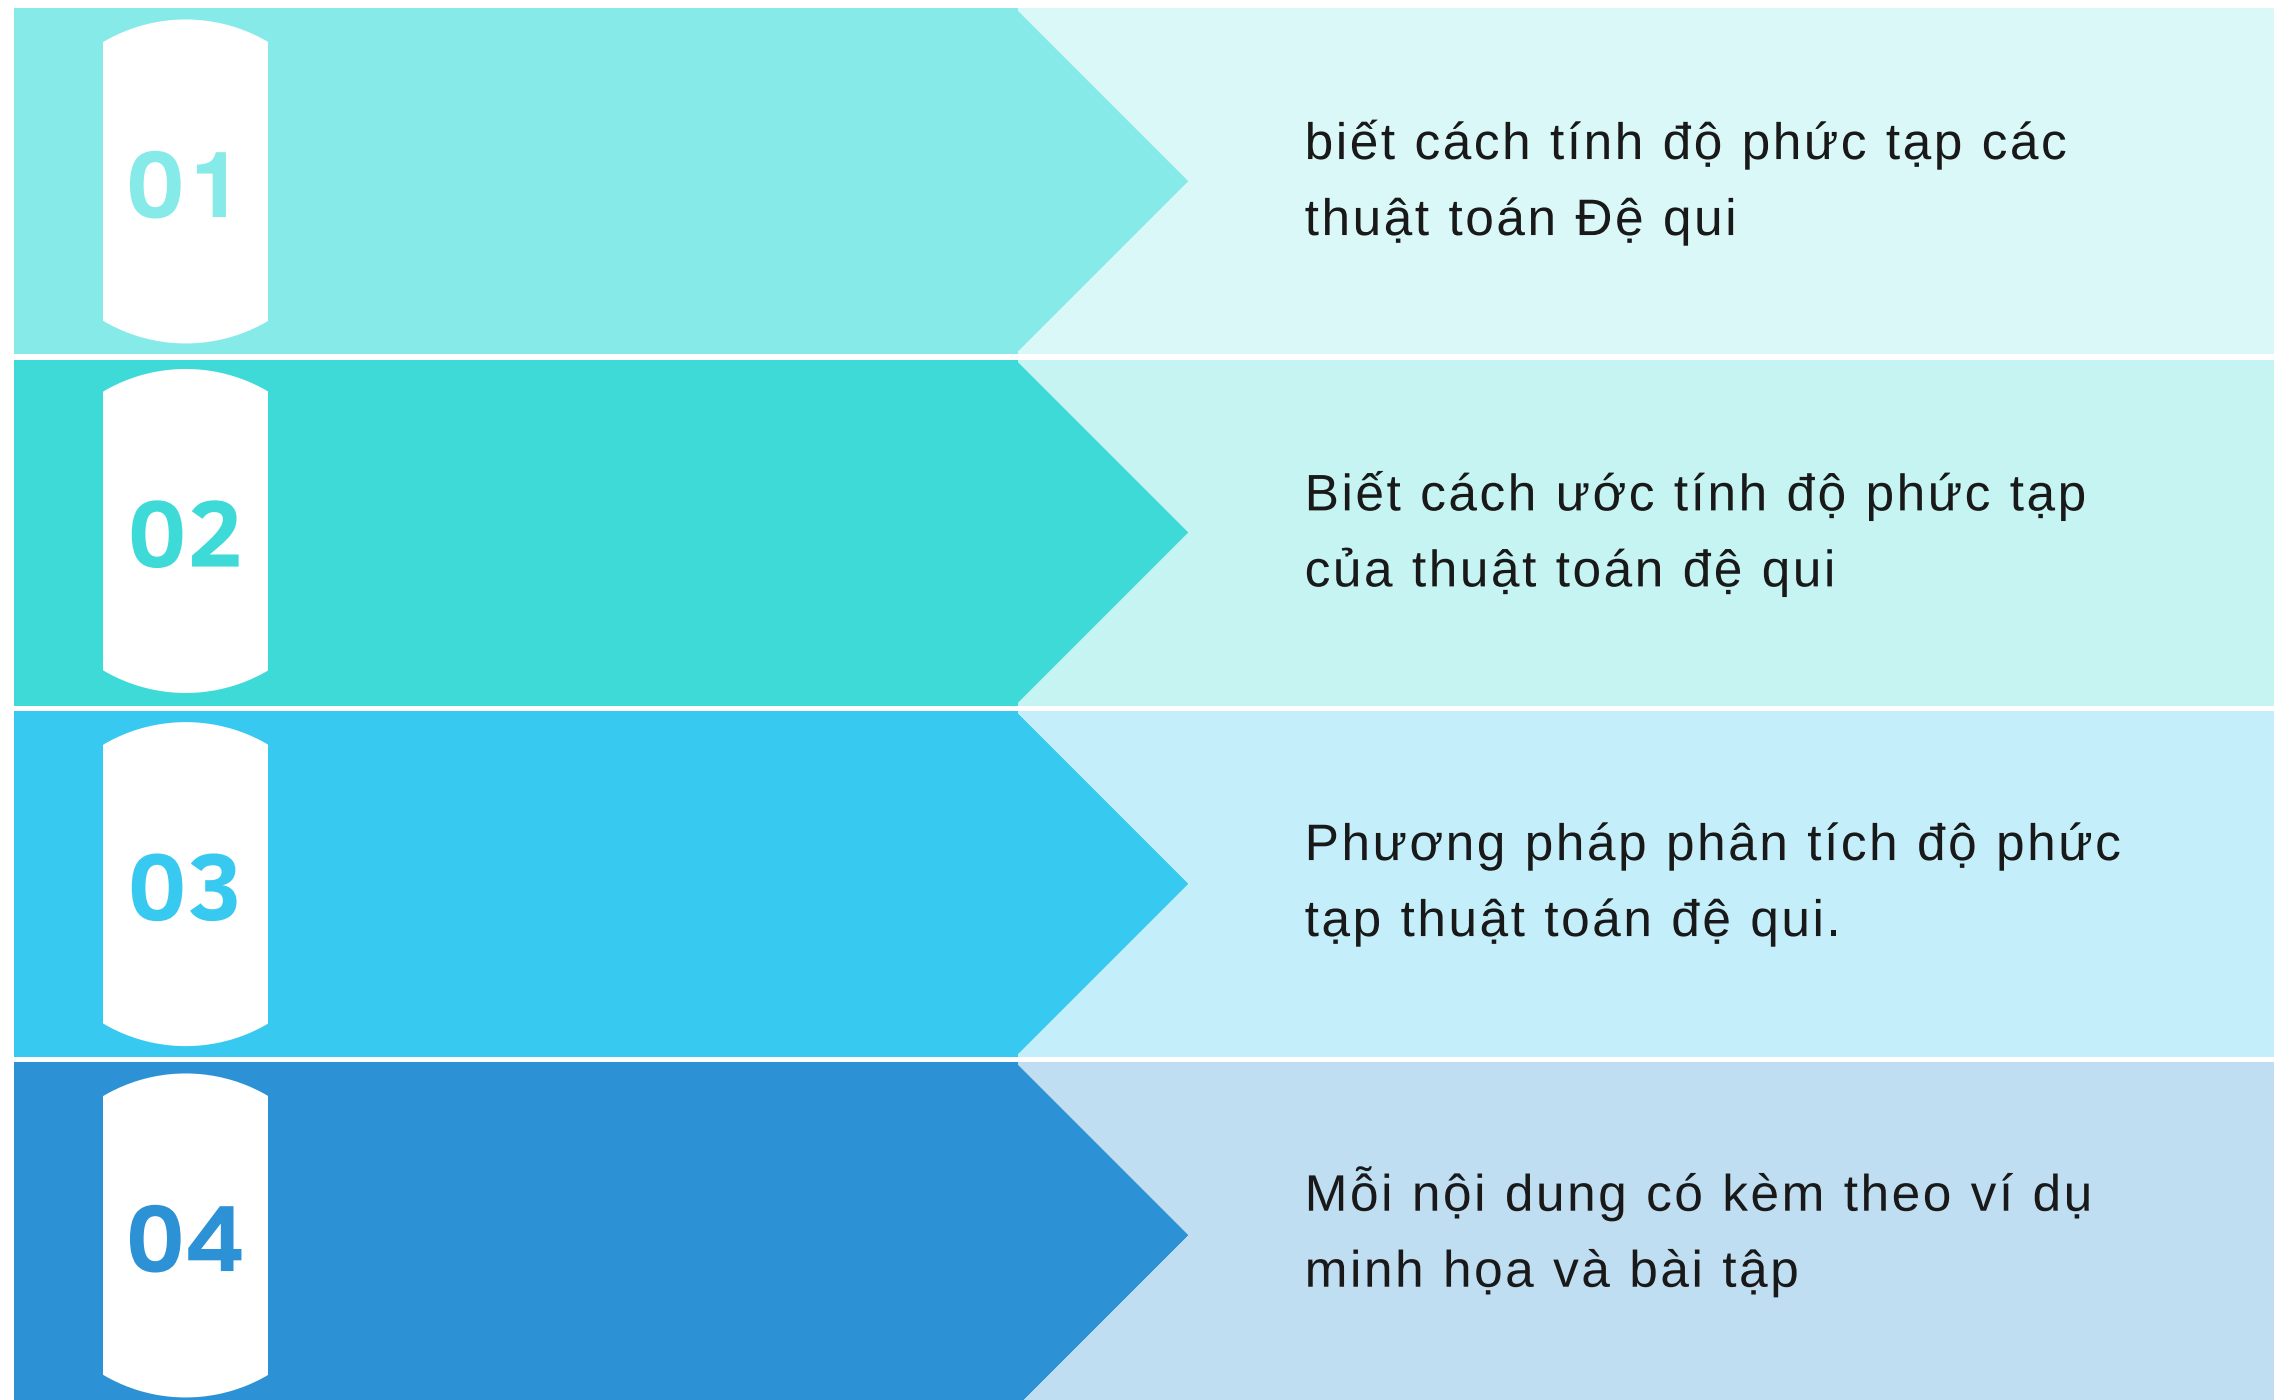 01
biết cách tính độ phức tạp các
thuật toán Đệ qui
02
Biết cách ước tính độ phức tạp
của thuật toán đệ qui
03
Phương pháp phân tích độ phức
tạp thuật toán đệ qui.
04
Mỗi nội dung có kèm theo ví dụ
minh họa và bài tập